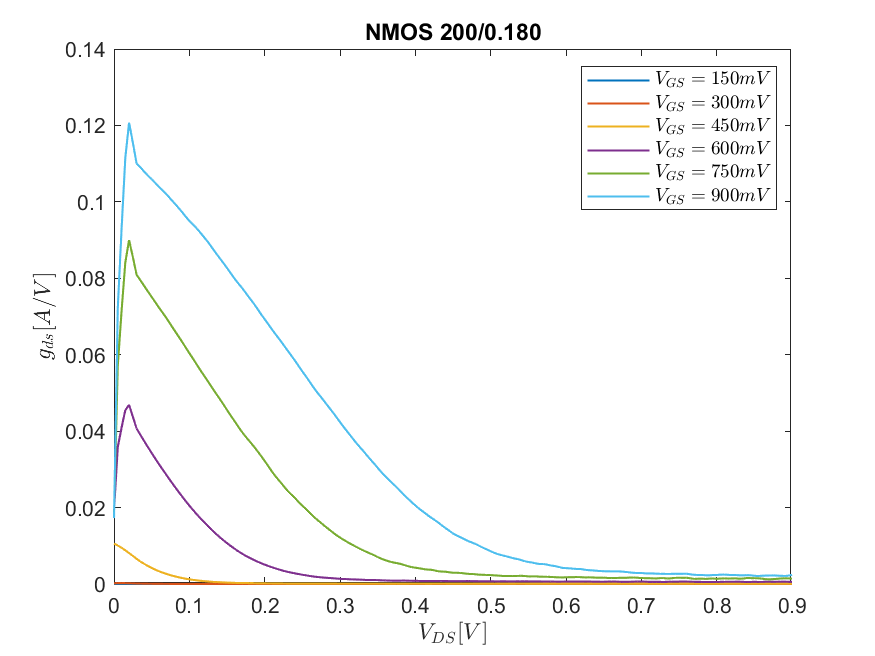 NMOS 200/0.180
0.14
0.12
0.1
0.08
0.06
0.04
0.02
0
g_{ds}[A/V]
V_{GS} = 150mV
V_{GS} = 300mV
V_{GS} = 450mV
V_{GS} = 600mV
V_{GS} = 750mV
V_{GS} = 900mV
0 0.1 0.2 0.3 0.4 0.5 0.6 0.7 0.8 0.9
V_{DS}[V]